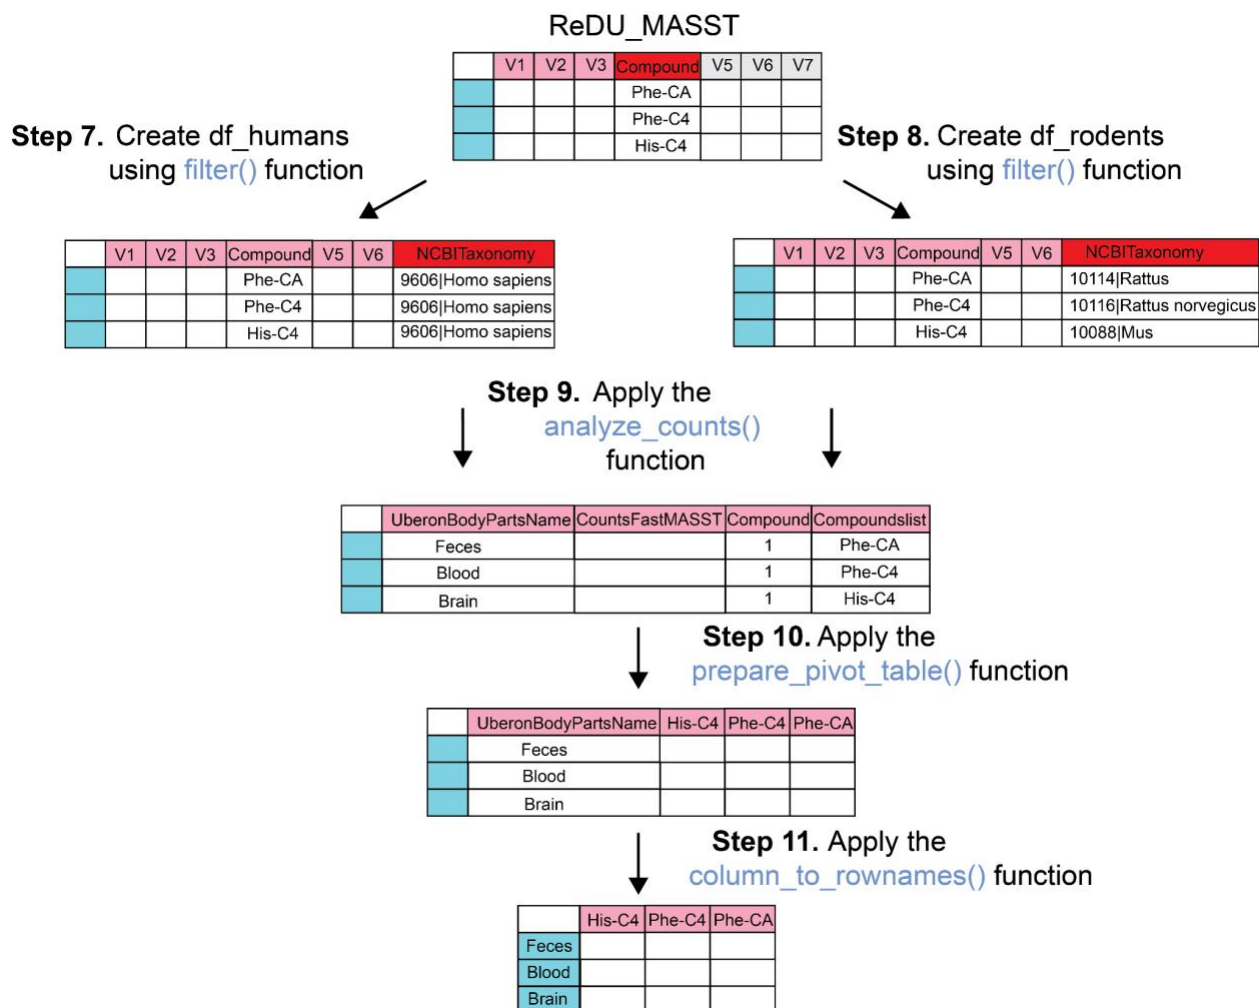 ReDU_MASST
V1 V2 V3 Compound V5 V6 V7
Phe-CA
Phe-C4
His-C4
Step 7. Create df_humans
using filter() function
Step 8. Create df_rodents
using filter() function
V1 V2 V3 Compound V5 V6 NCBITaxonomy
Phe-CA 9606|Homo sapiens
Phe-C4 9606|Homo sapiens
His-C4 9606|Homo sapiens
V1 V2 V3 Compound V5 V6 NCBITaxonomy
Phe-CA 10114|Rattus
Phe-C4 10116|Rattus norvegicus
His-C4 10088|Mus
Step 9. Apply the
analyze_counts()
function
UberonBodyPartsName CountsFastMASST Compound Compoundslist
Feces 1 Phe-CA
Blood 1 Phe-C4
Brain 1 His-C4
Step 10. Apply the
prepare_pivot_table() function
UberonBodyPartsName His-C4 Phe-C4 Phe-CA
Feces
Blood
Brain
Step 11. Apply the
column_to_rownames() function
His-C4 Phe-C4 Phe-CA
Feces
Blood
Brain